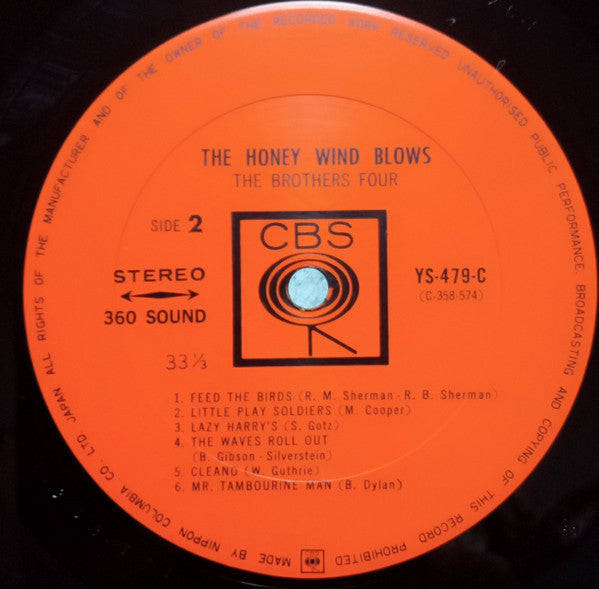 ALL RIGHTS OF THE MANUFACTURER AND OF THE OWNER OF THE RECORDED WORK RESERVED UNAUTHORISED PUBLIC PERFORMANCE BROADCASTING AND COPYING OF THIS RECORD PROHIBITED
THE HONEY WIND BLOWS
THE BROTHERS FOUR
SIDE 2
CBS
STEREO
360 SOUND
YS-479-C
(C-358-574)
33⅓
1. FEED THE BIRDS (R. M. Sherman - R. B. Sherman)
2. LITTLE PLAY SOLDIERS (M. Cooper)
3. LAZY HARRY'S (S. Gotz)
4. THE WAVES ROLL OUT
(B. Gibson - Silverstein)
5. CLEANO (W. Guthrie)
6. MR. TAMBOURINE MAN (B. Dylan)
MADE BY NIPPON COLUMBIA CO. LTD JAPAN